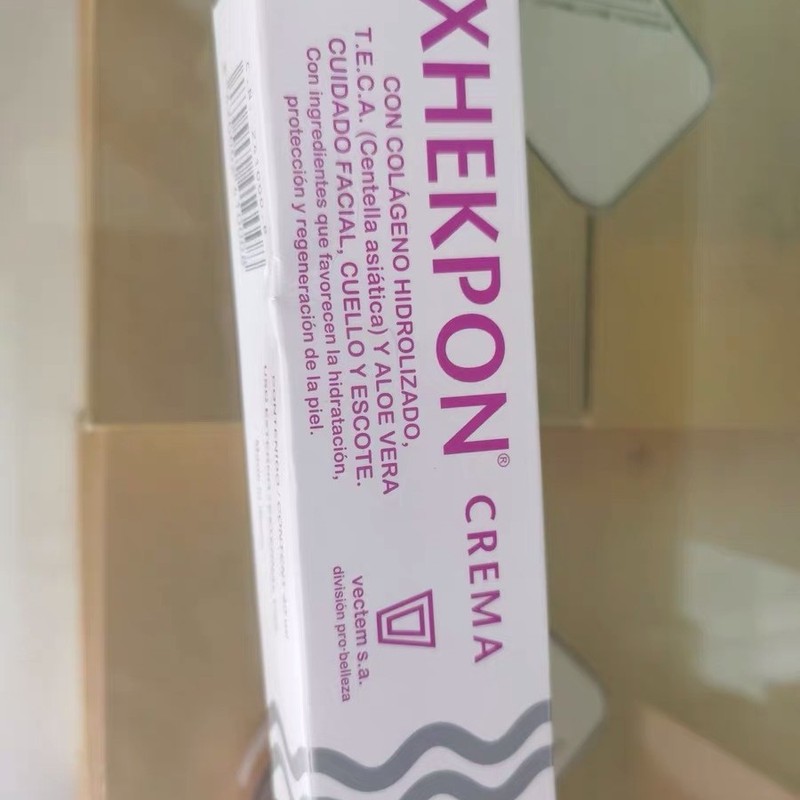 XHEKPON® CREMA
CON COLÁGENO HIDROLIZADO,
T.E.C.A. (Centella asiática) Y ALOE VERA
CUIDADO FACIAL, CUELLO Y ESCOTE.
Con ingredientes que favorecen la hidratación,
protección y regeneración de la piel.
vectem s.a.
división pro-belleza